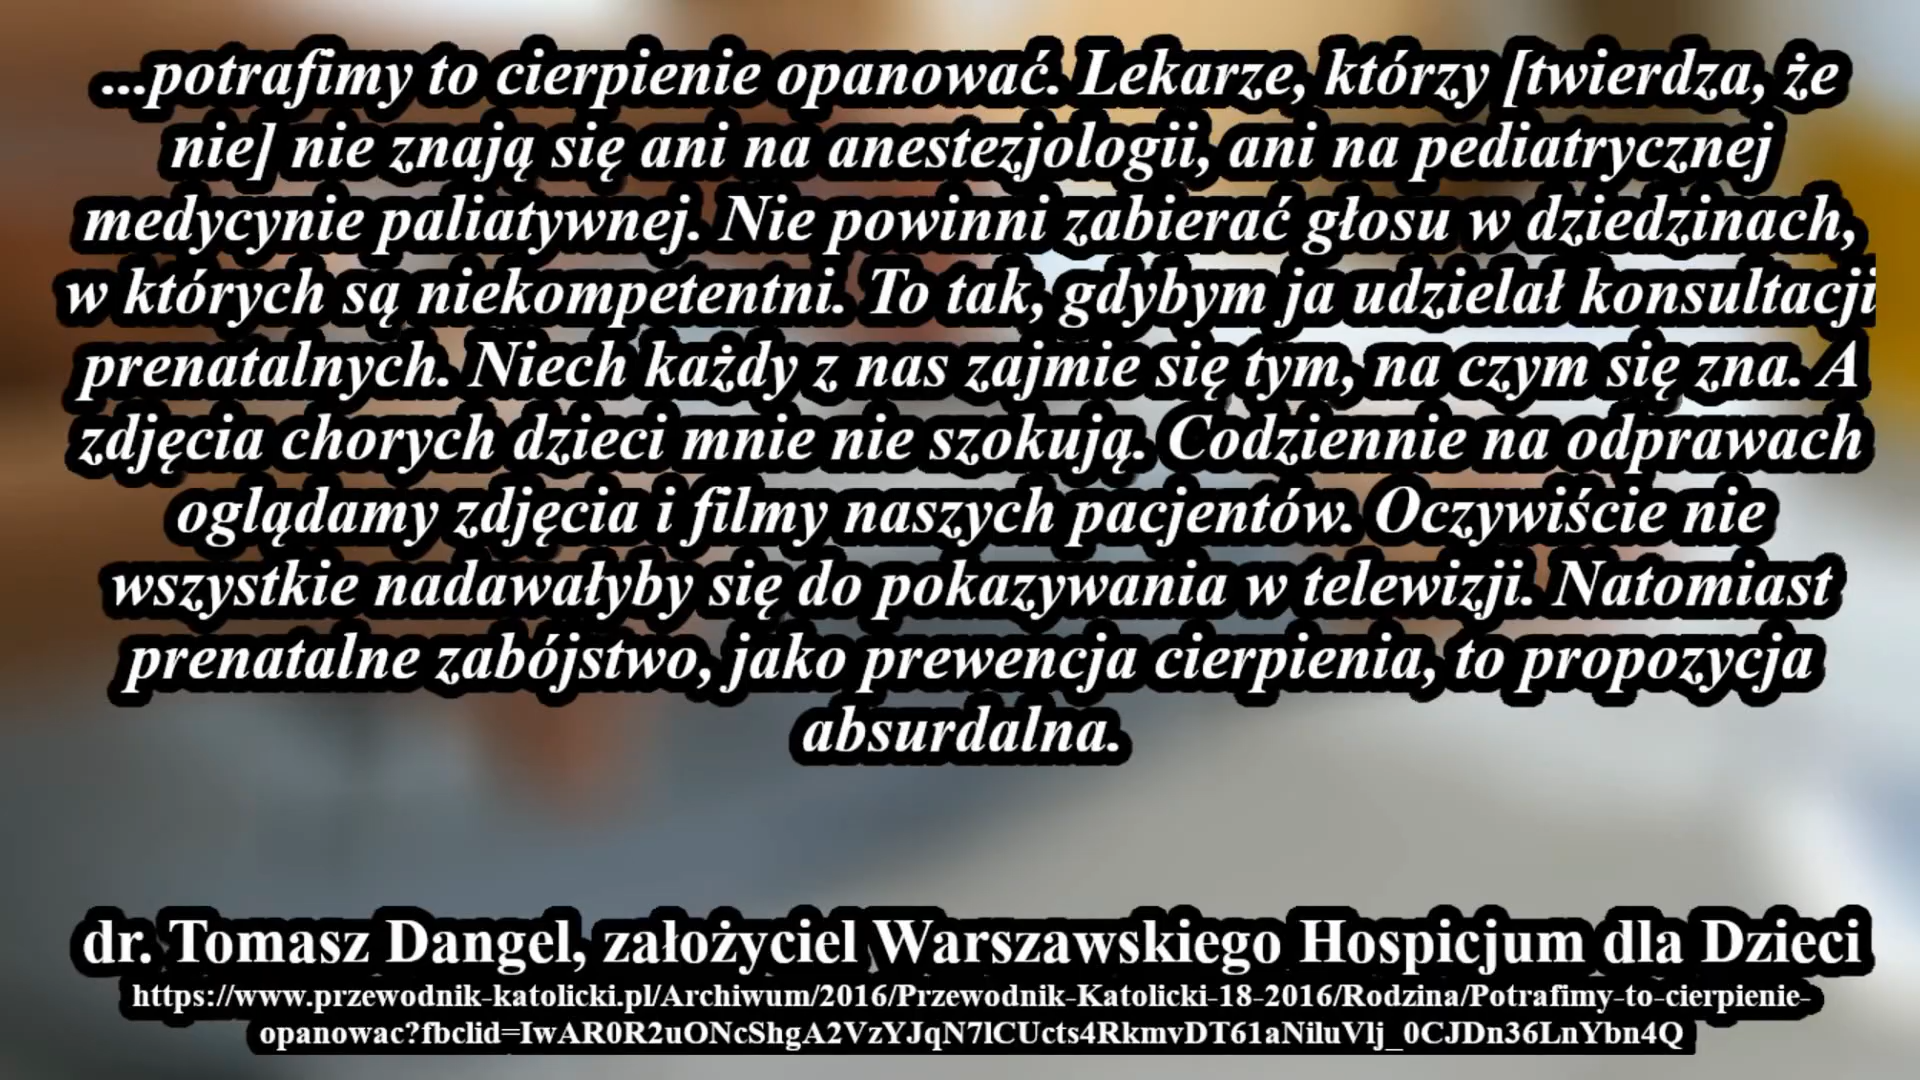 ...potrafimy to cierpienie opanować. Lekarze, którzy [twierdza, że
nie] nie znają się ani na anestezjologii, ani na pediatrycznej
medycynie paliatywnej. Nie powinni zabierać głosu w dziedzinach,
w których są niekompetentni. To tak, gdybym ja udzielał konsultacji
prenatalnych. Niech każdy z nas zajmie się tym, na czym się zna. A
zdjęcia chorych dzieci mnie nie szokują. Codziennie na odprawach
oglądamy zdjęcia i filmy naszych pacjentów. Oczywiście nie
wszystkie nadawałyby się do pokazywania w telewizji. Natomiast
prenatalne zabójstwo, jako prewencja cierpienia, to propozycja
absurdalna.
dr. Tomasz Dangel, założyciel Warszawskiego Hospicjum dla Dzieci
https://www.przewodnik-katolicki.pl/Archiwum/2016/Przewodnik-Katolicki-18-2016/Rodzina/Potrafimy-to-cierpienie-
opanowac?fbclid=IwAR0R2uONcShgA2VzYJqN7lCUcts4RkmvDT61aNiluVlj_0CJDn36LnYbn4Q